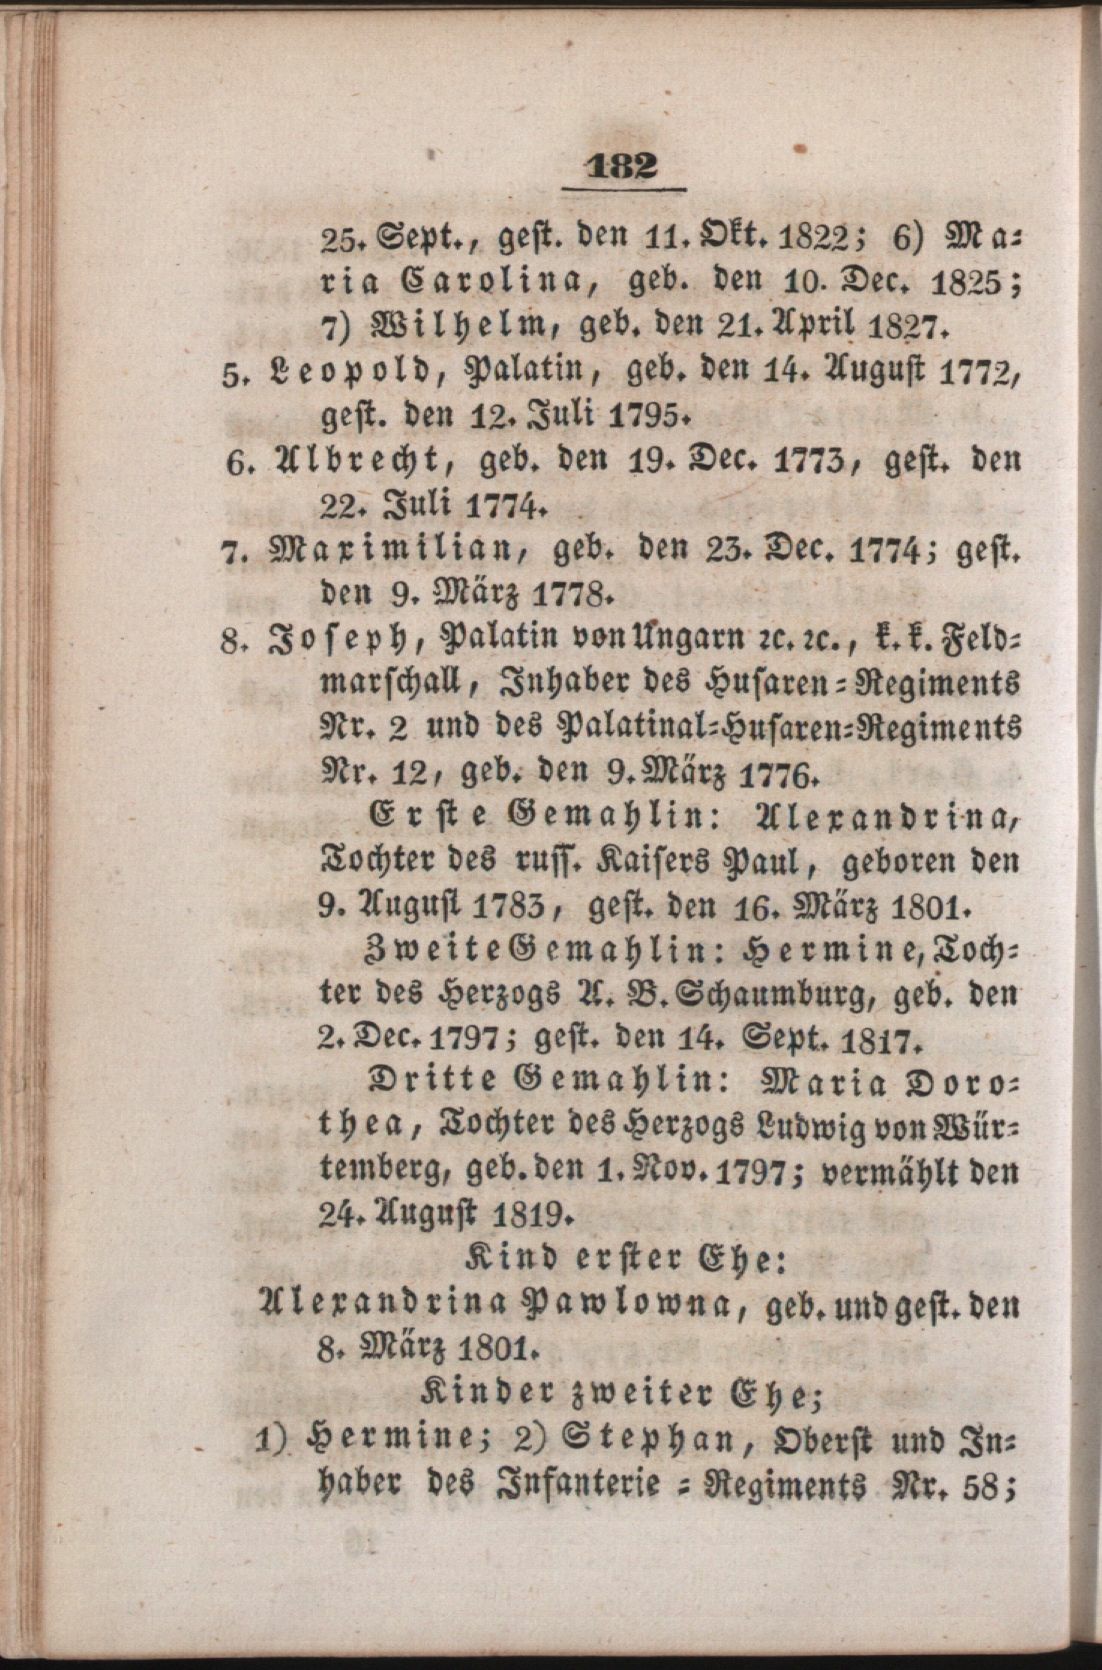 182
25. Sept., gest. den 11. Okt. 1822; 6) Ma-
ria Carolina, geb. den 10. Dec. 1825;
7) Wilhelm, geb. den 21. April 1827.
5. Leopold, Palatin, geb. den 14. August 1772,
gest. den 12. Juli 1795.
6. Albrecht, geb. den 19. Dec. 1773, gest. den
22. Juli 1774.
7. Maximilian, geb. den 23. Dec. 1774; gest.
den 9. März 1778.
8. Joseph, Palatin von Ungarn ꝛc. ꝛc., k. k. Feld-
marschall, Inhaber des Husaren-Regiments
Nr. 2 und des Palatinal-Husaren-Regiments
Nr. 12, geb. den 9. März 1776.
Erste Gemahlin: Alexandrina,
Tochter des russ. Kaisers Paul, geboren den
9. August 1783, gest. den 16. März 1801.
Zweite Gemahlin: Hermine, Toch-
ter des Herzogs A. B. Schaumburg, geb. den
2. Dec. 1797; gest. den 14. Sept. 1817.
Dritte Gemahlin: Maria Doro-
thea, Tochter des Herzogs Ludwig von Wür-
temberg, geb. den 1. Nov. 1797; vermählt den
24. August 1819.
Kind erster Ehe:
Alexandrina Pawlowna, geb. und gest. den
8. März 1801.
Kinder zweiter Ehe;
1) Hermine; 2) Stephan, Oberst und In-
haber des Infanterie-Regiments Nr. 58;